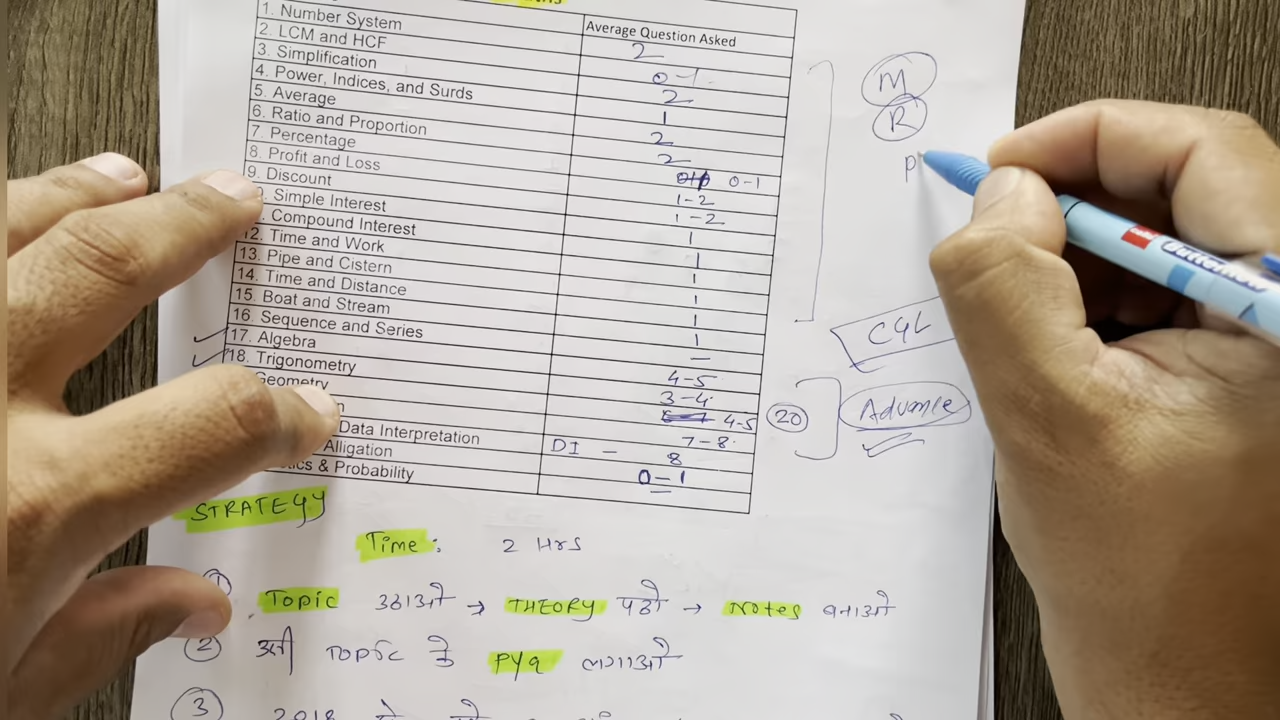 Average Question Asked
1. Number System 2
2. LCM and HCF 0-1
3. Simplification 2
4. Power, Indices, and Surds 1
5. Average 2
6. Ratio and Proportion 2
7. Percentage 0-1
8. Profit and Loss 1-2
9. Discount 1-2
Simple Interest 1
Compound Interest 1
12. Time and Work 1
13. Pipe and Cistern 1
14. Time and Distance 1
15. Boat and Stream 1
16. Sequence and Series —
17. Algebra 4-5
18. Trigonometry 3-4
Geometry 4-5
7-8
Data Interpretation DI — 8
Alligation 0-1
& Probability
M
R
P
CGL
20 Advance
STRATEGY
Time: 2 Hrs
1 Topic उठाओ → THEORY पढो → Notes बनाओ
2 उसी TOPIC के PYQ लगाओ
3 2018